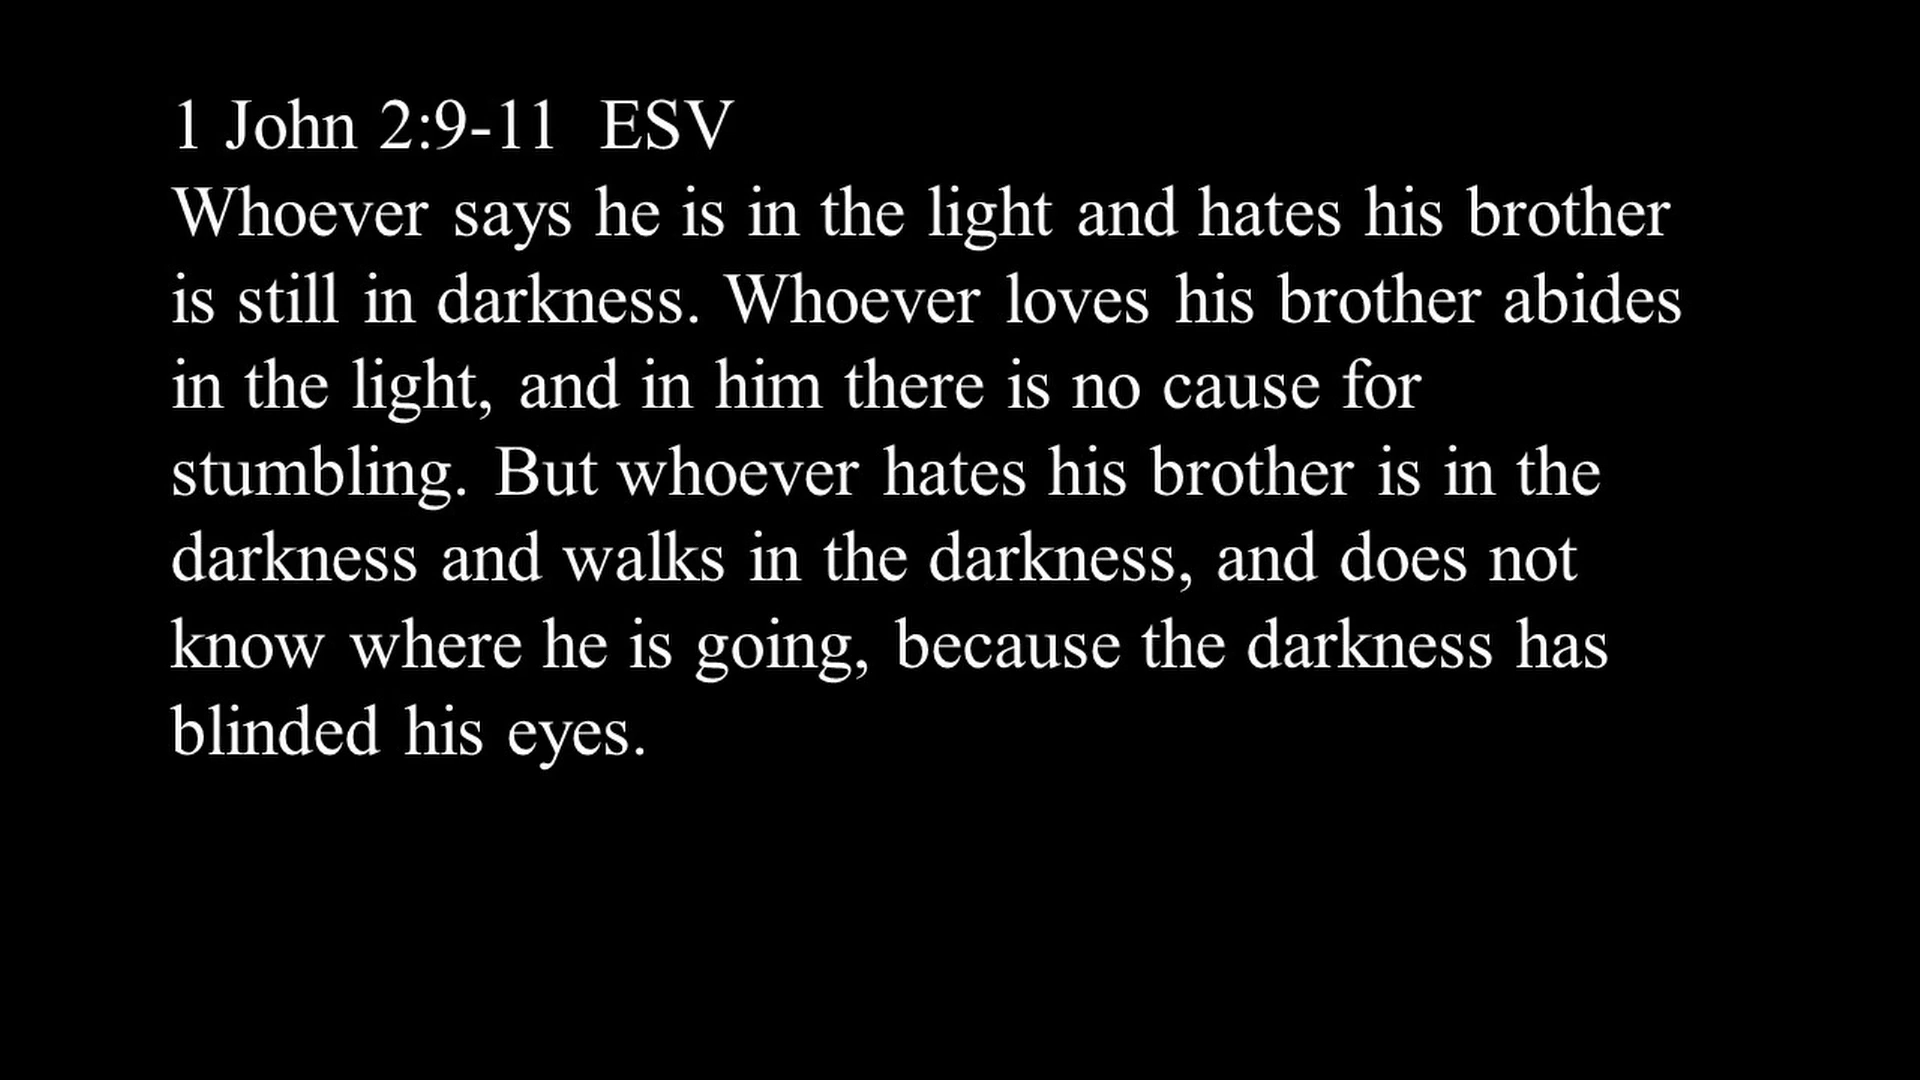 1 John 2:9-11  ESV
Whoever says he is in the light and hates his brother
is still in darkness. Whoever loves his brother abides
in the light, and in him there is no cause for
stumbling. But whoever hates his brother is in the
darkness and walks in the darkness, and does not
know where he is going, because the darkness has
blinded his eyes.